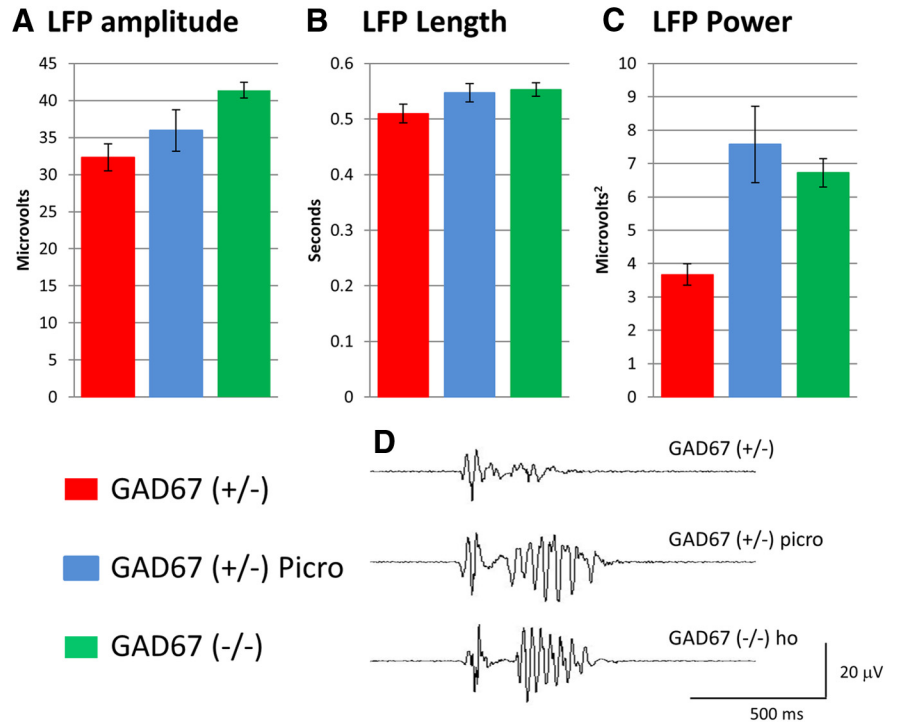 A LFP amplitude
45
40
35
30
25
20
15
10
5
0
Microvolts
B LFP Length
0.6
0.5
0.4
0.3
0.2
0.1
0
Seconds
C LFP Power
10
9
8
7
6
5
4
3
2
1
0
Microvolts²
GAD67 (+/-)
GAD67 (+/-) Picro
GAD67 (-/-)
D
GAD67 (+/-)
GAD67 (+/-) picro
GAD67 (-/-) ho
20 μV
500 ms